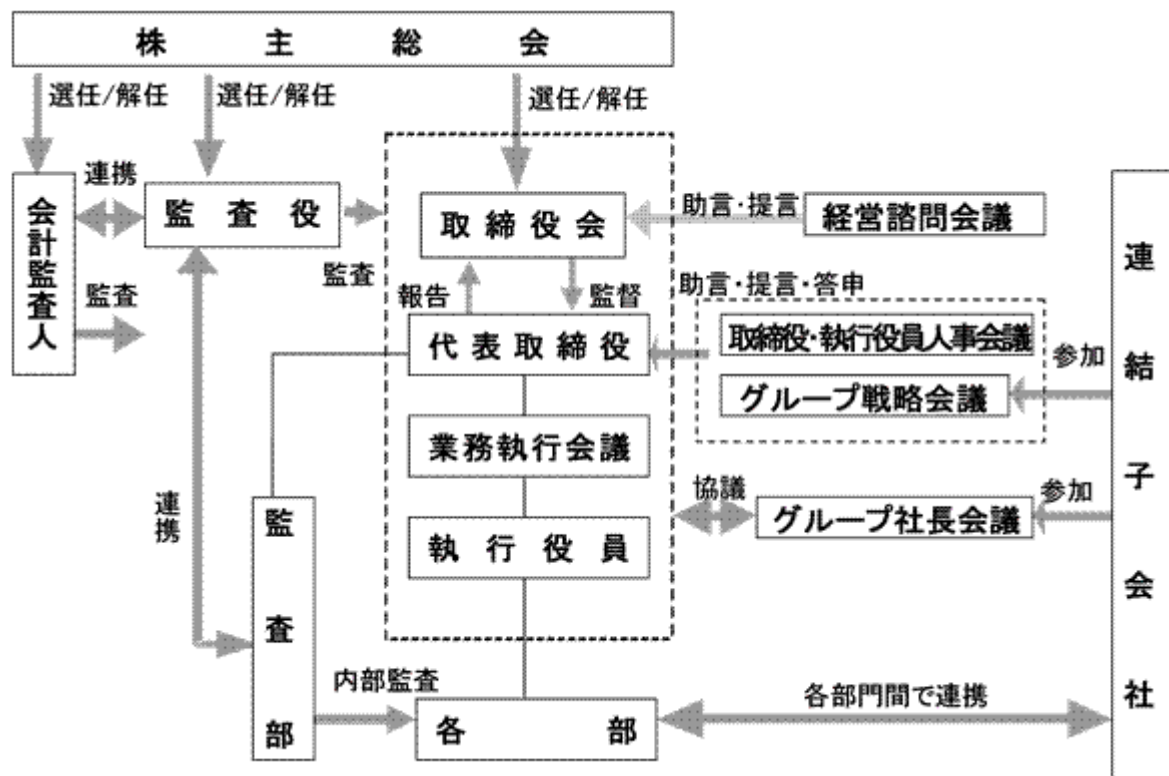 株主総会
選任/解任
選任/解任
選任/解任
会計監査人
連携
監査役
監査
監査
取締役会
助言・提言
経営諮問会議
報告
監督
助言・提言・答申
代表取締役
取締役・執行役員人事会議
グループ戦略会議
参加
業務執行会議
執行役員
協議
グループ社長会議
参加
連結子会社
連携
監査部
内部監査
各部
各部門間で連携